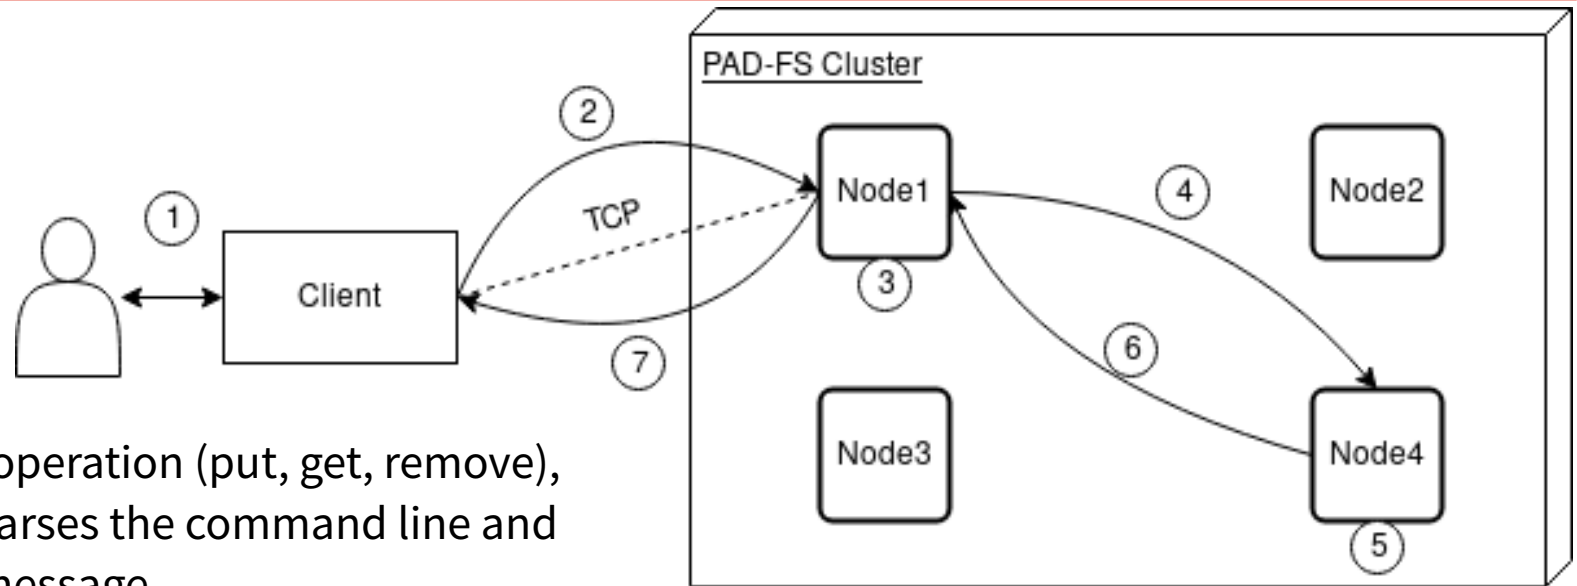 PAD-FS Cluster
2
Node1
4
Node2
1
TCP
Client
3
6
7
Node3
Node4
5
operation (put, get, remove),
arses the command line and
message